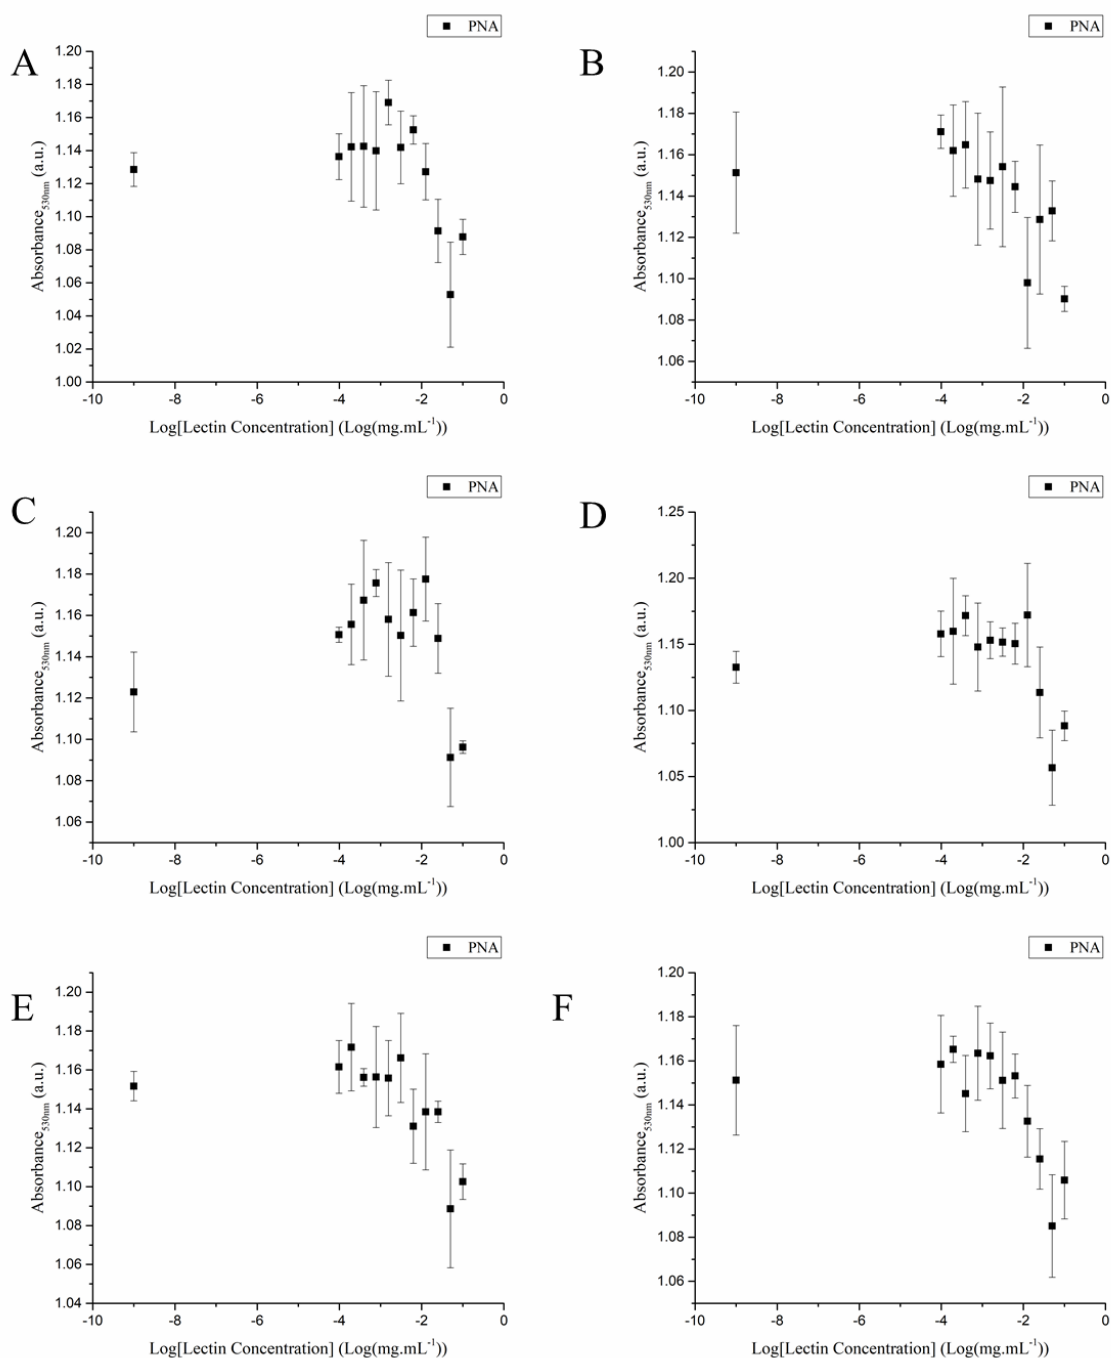 PNA
A
1.20
1.18
1.16
1.14
1.12
1.10
1.08
1.06
1.04
1.02
1.00
Absorbance530nm (a.u.)
-10 -8 -6 -4 -2 0
Log[Lectin Concentration] (Log(mg.mL-1))
PNA
B
1.20
1.18
1.16
1.14
1.12
1.10
1.08
1.06
Absorbance530nm (a.u.)
-10 -8 -6 -4 -2 0
Log[Lectin Concentration] (Log(mg.mL-1))
PNA
C
1.20
1.18
1.16
1.14
1.12
1.10
1.08
1.06
Absorbance530nm (a.u.)
-10 -8 -6 -4 -2 0
Log[Lectin Concentration] (Log(mg.mL-1))
PNA
D
1.25
1.20
1.15
1.10
1.05
1.00
Absorbance530nm (a.u.)
-10 -8 -6 -4 -2 0
Log[Lectin Concentration] (Log(mg.mL-1))
PNA
E
1.20
1.18
1.16
1.14
1.12
1.10
1.08
1.06
1.04
Absorbance530nm (a.u.)
-10 -8 -6 -4 -2 0
Log[Lectin Concentration] (Log(mg.mL-1))
PNA
F
1.20
1.18
1.16
1.14
1.12
1.10
1.08
1.06
Absorbance530nm (a.u.)
-10 -8 -6 -4 -2 0
Log[Lectin Concentration] (Log(mg.mL-1))